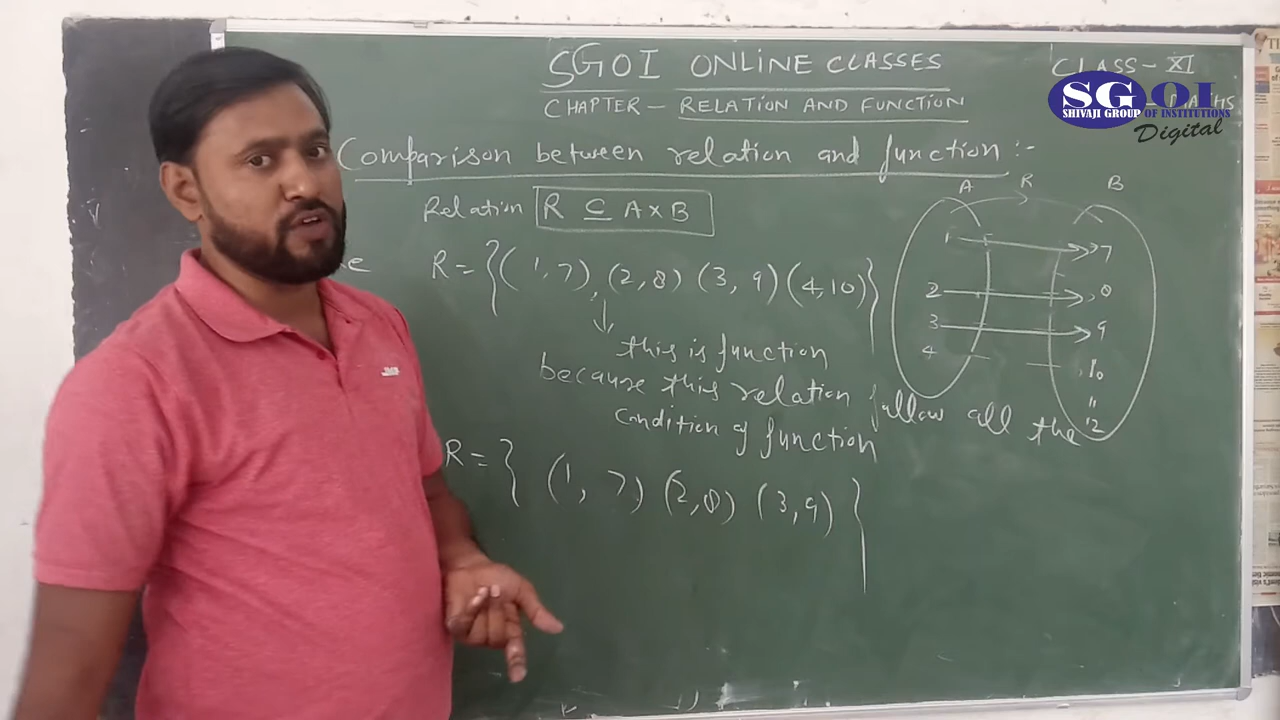 SGOI ONLINE CLASSES
CLASS - XI
CHAPTER - RELATION AND FUNCTION
SGOI
SHIVAJI GROUP OF INSTITUTIONS
Digital
Comparison between relation and function :-
Relation R ⊆ A×B
A R B
R = {(1,7), (2,8) (3,9) (4,10)}
1 7
2 8
3 9
4 10
11
12
this is function
because this relation follow all the
condition of function
R = { (1, 7) (2,8) (3,9) }